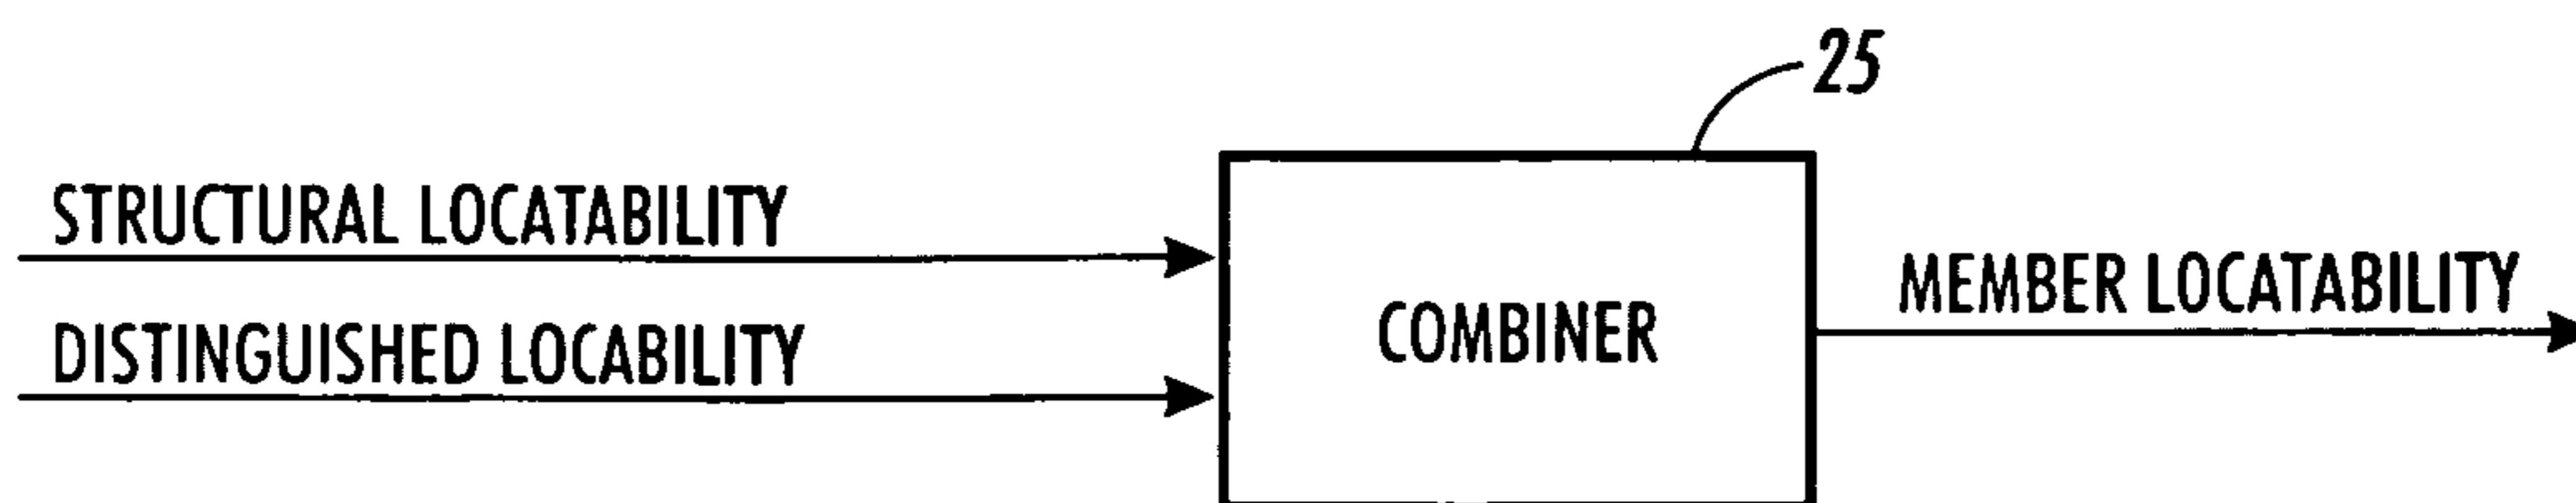 25
STRUCTURAL LOCATABILITY
DISTINGUISHED LOCABILITY
COMBINER
MEMBER LOCATABILITY